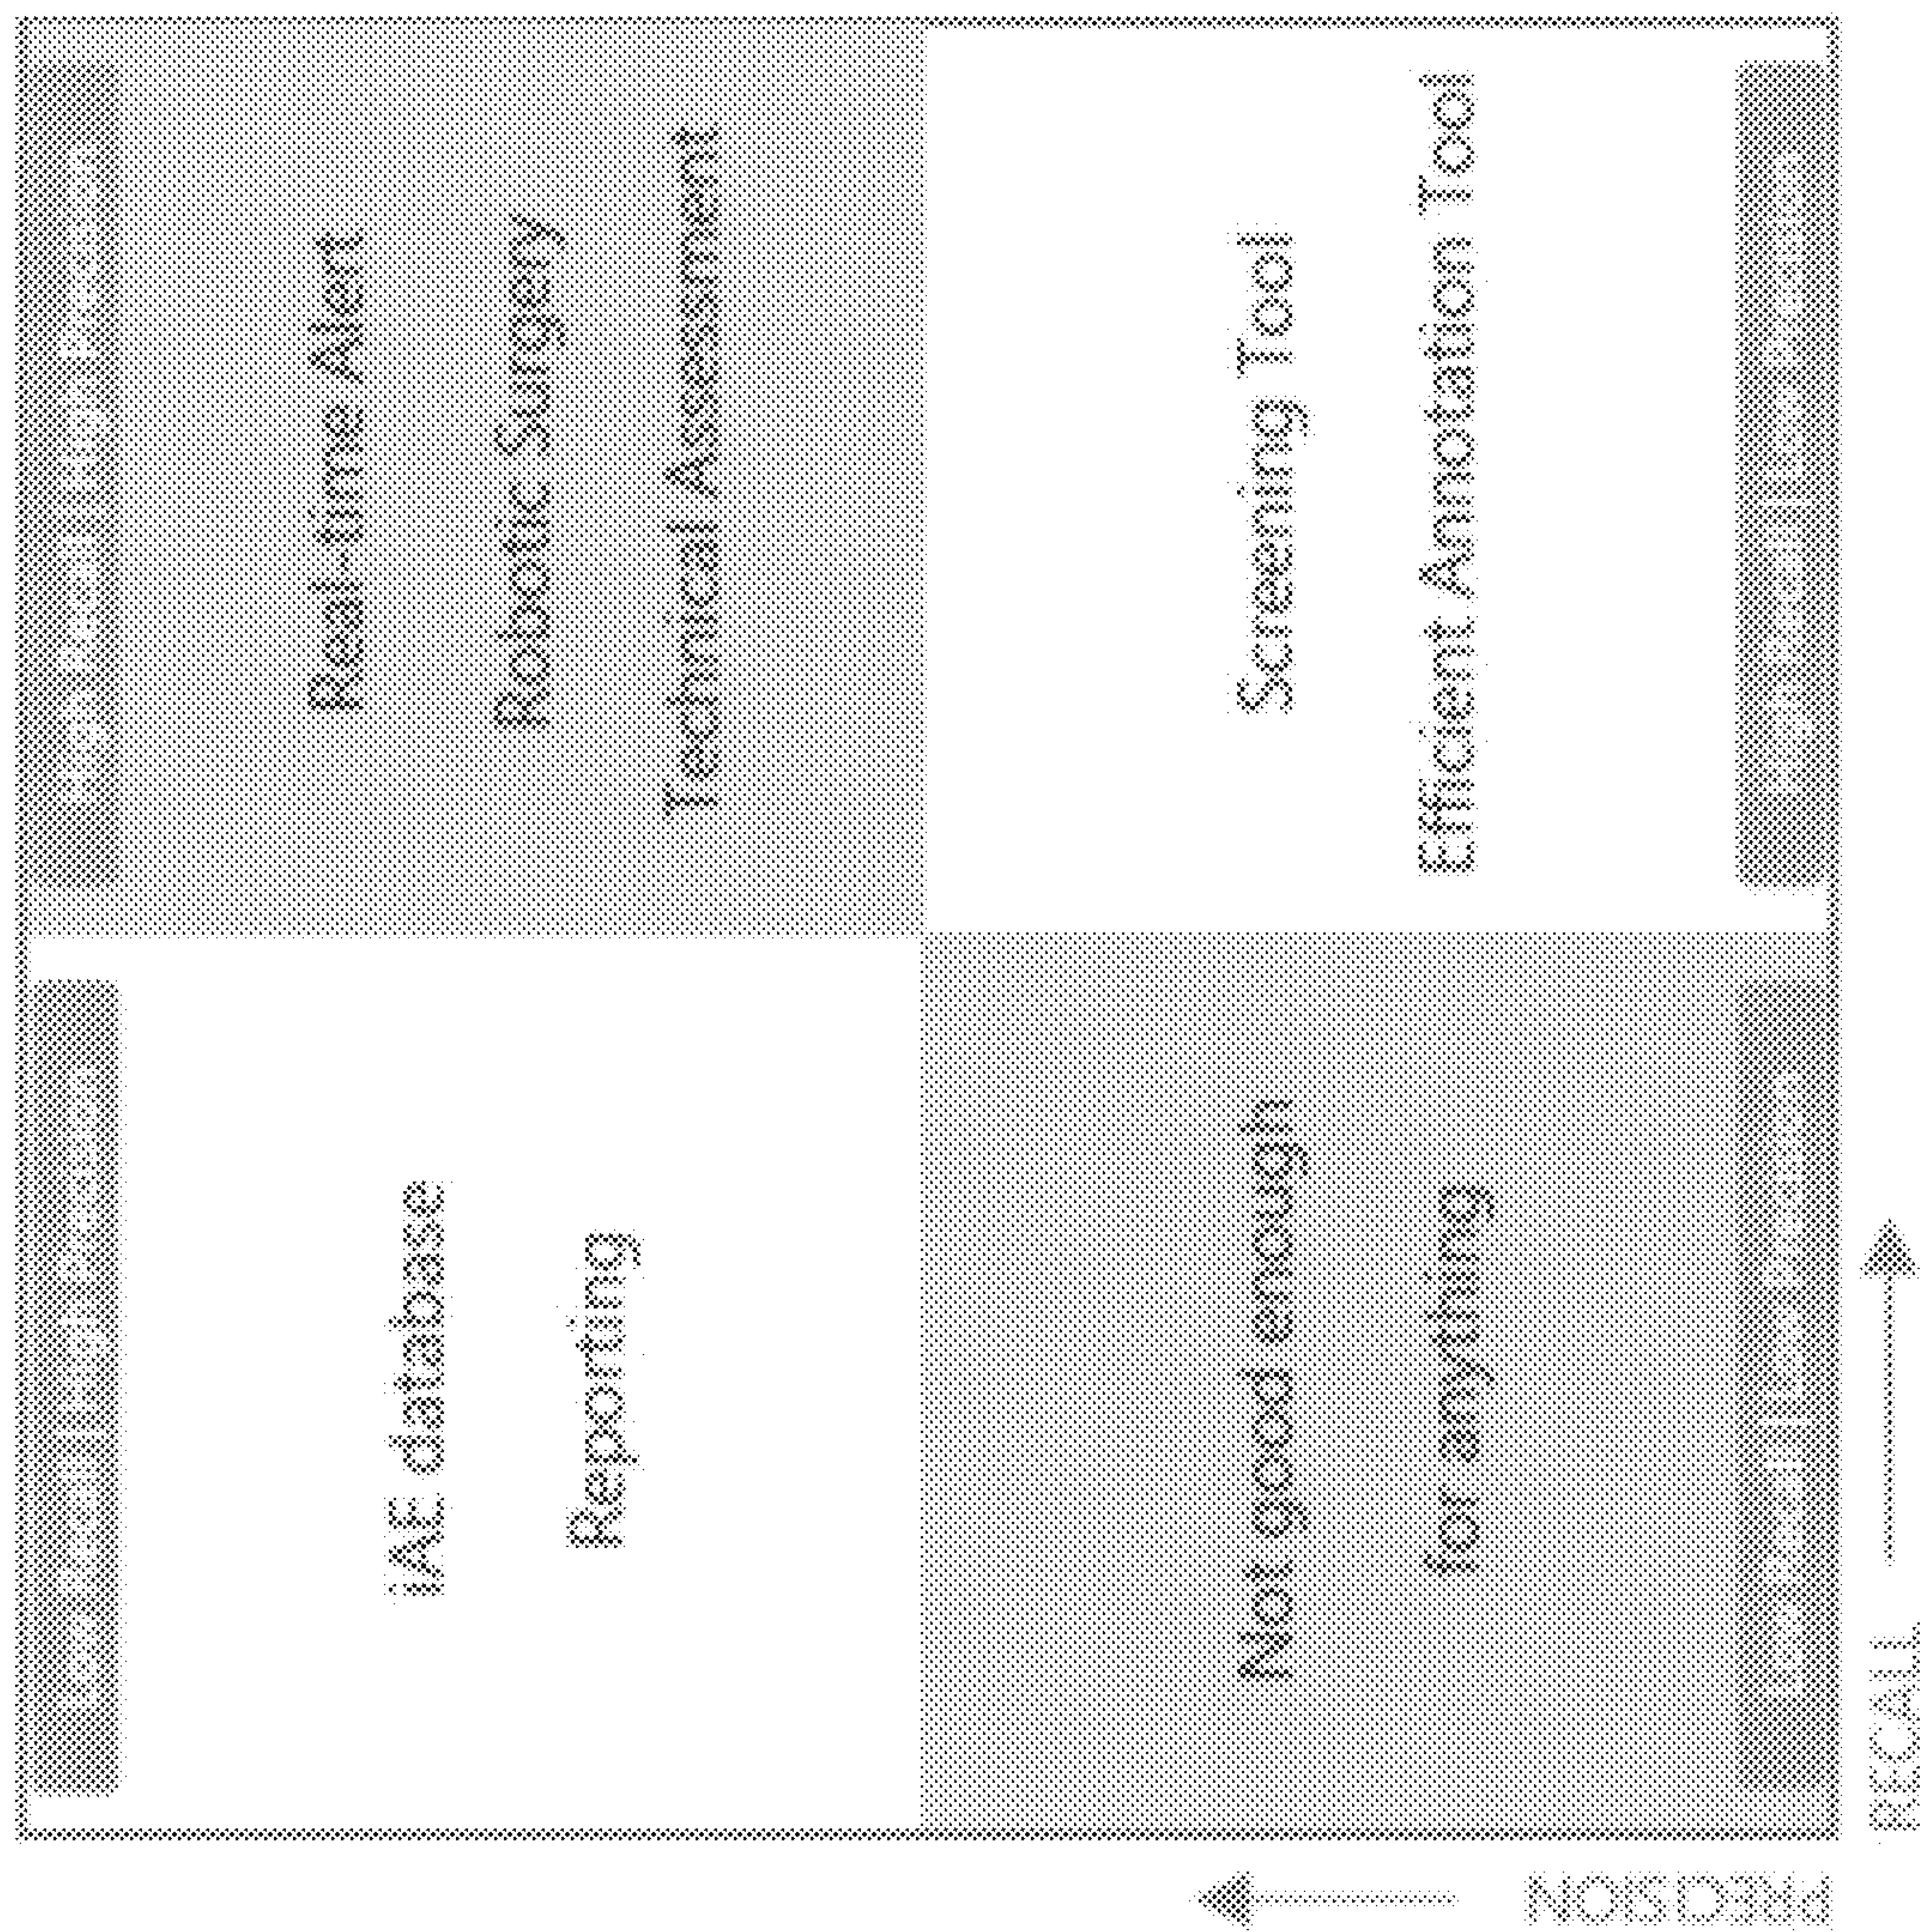 iAE database
Reporting
Real-time Alert
Robotic Surgery
Technical Assessment
Not good enough
for anything
Screening Tool
Efficient Annotation Tool
PRECISION
RECALL